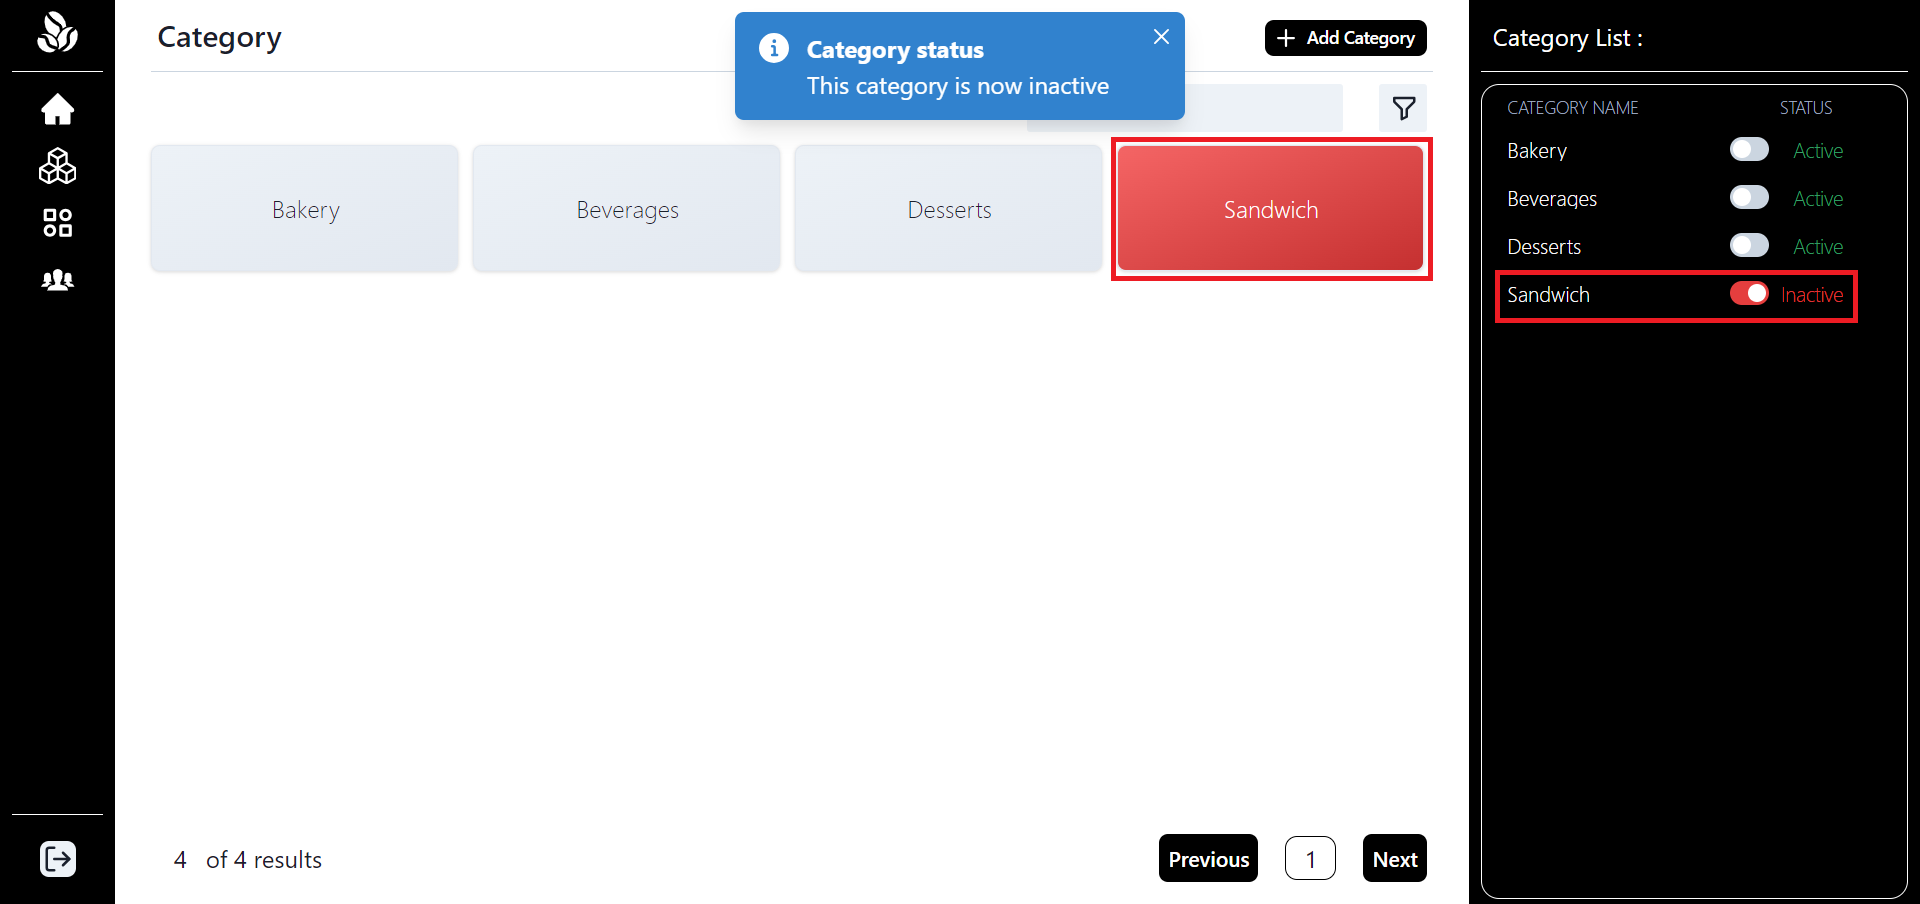 Category
Category status
This category is now inactive
Add Category
Bakery
Beverages
Desserts
Sandwich
4 of 4 results
Previous
1
Next
Category List :
CATEGORY NAME STATUS
Bakery Active
Beverages Active
Desserts Active
Sandwich Inactive